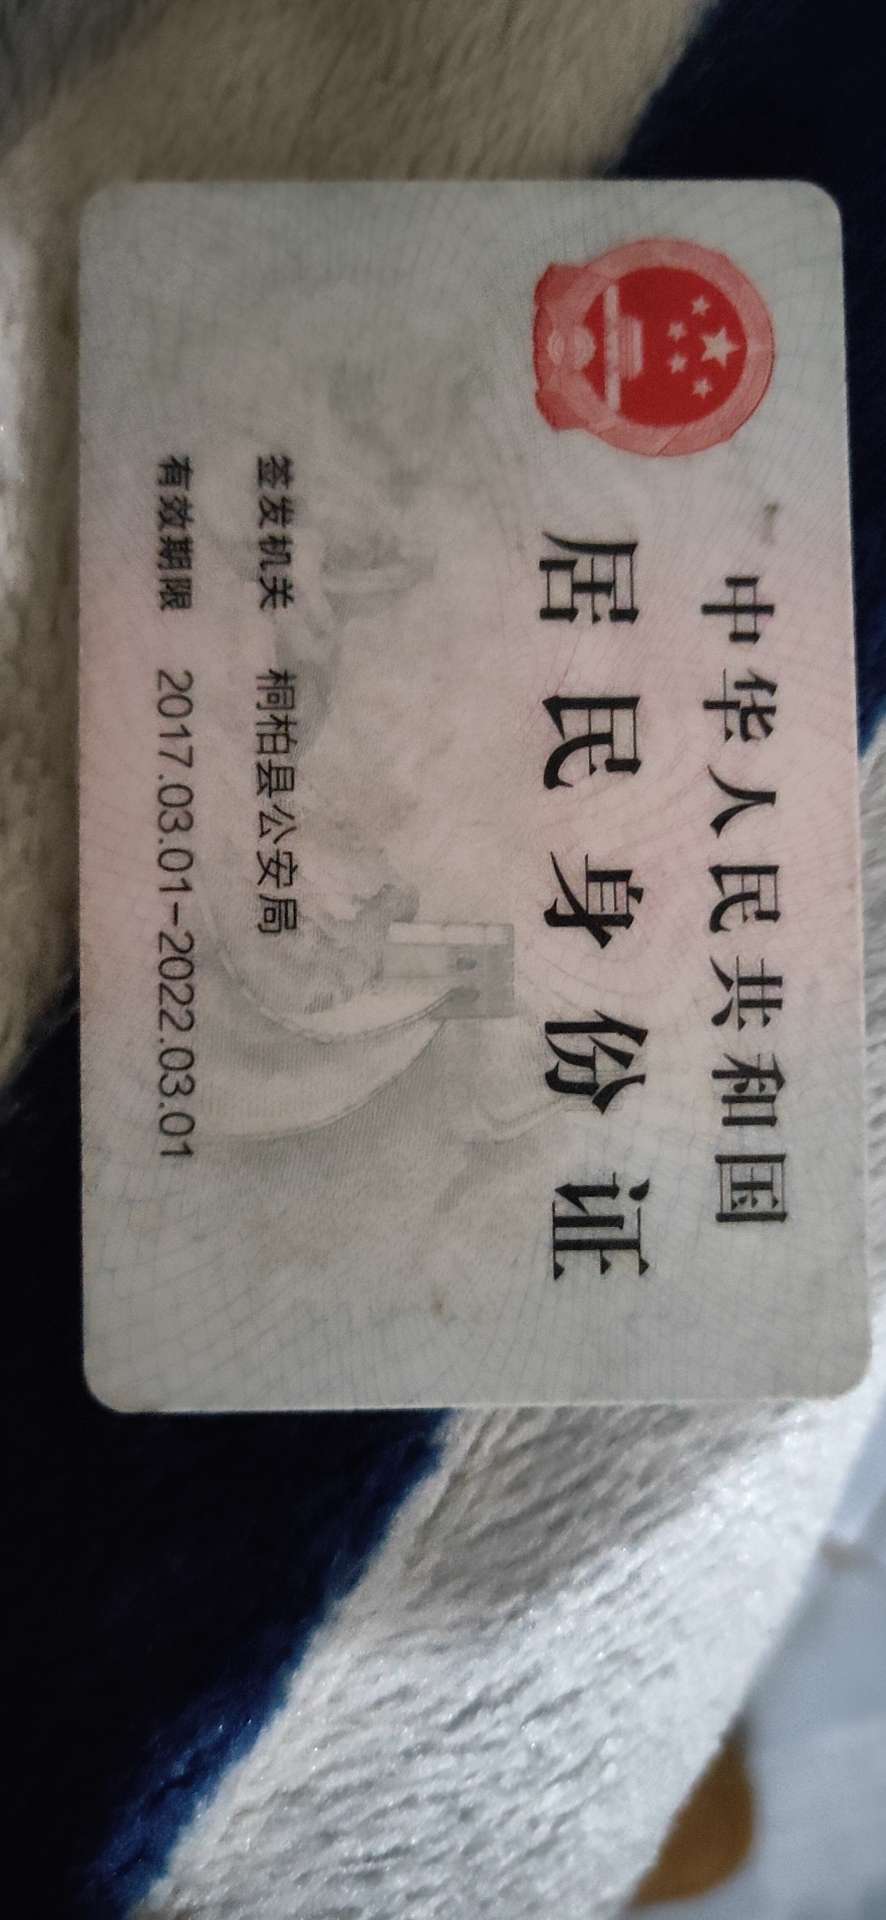 中华人民共和国
居民身份证
签发机关 桐柏县公安局
有效期限 2017.03.01-2022.03.01